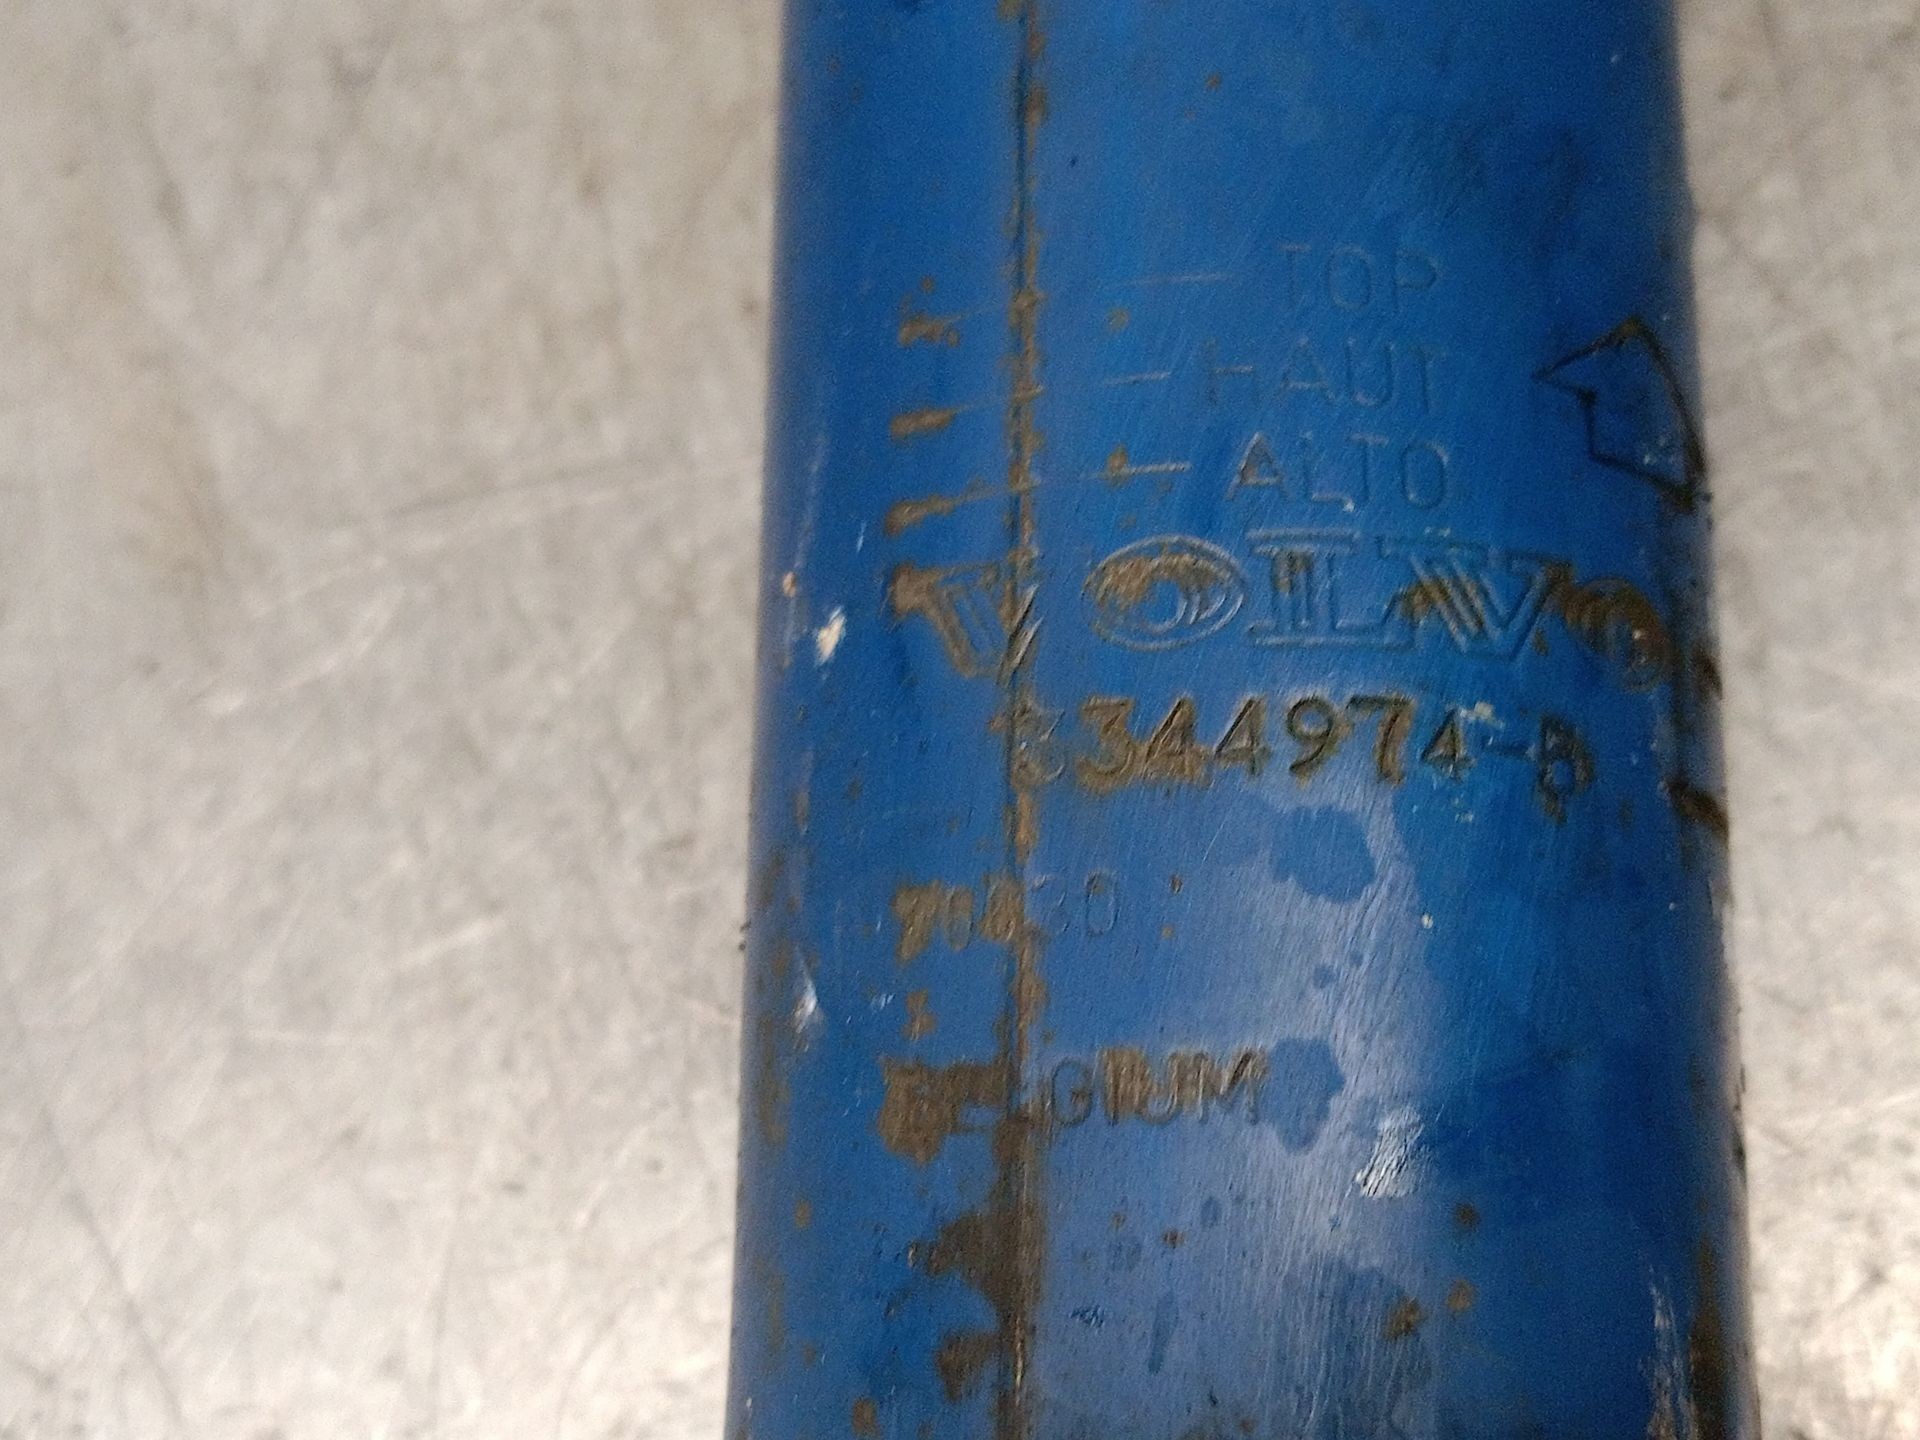 — TOP
— HAUT
— ALTO
VOLVO
3344974-B
BELGIUM